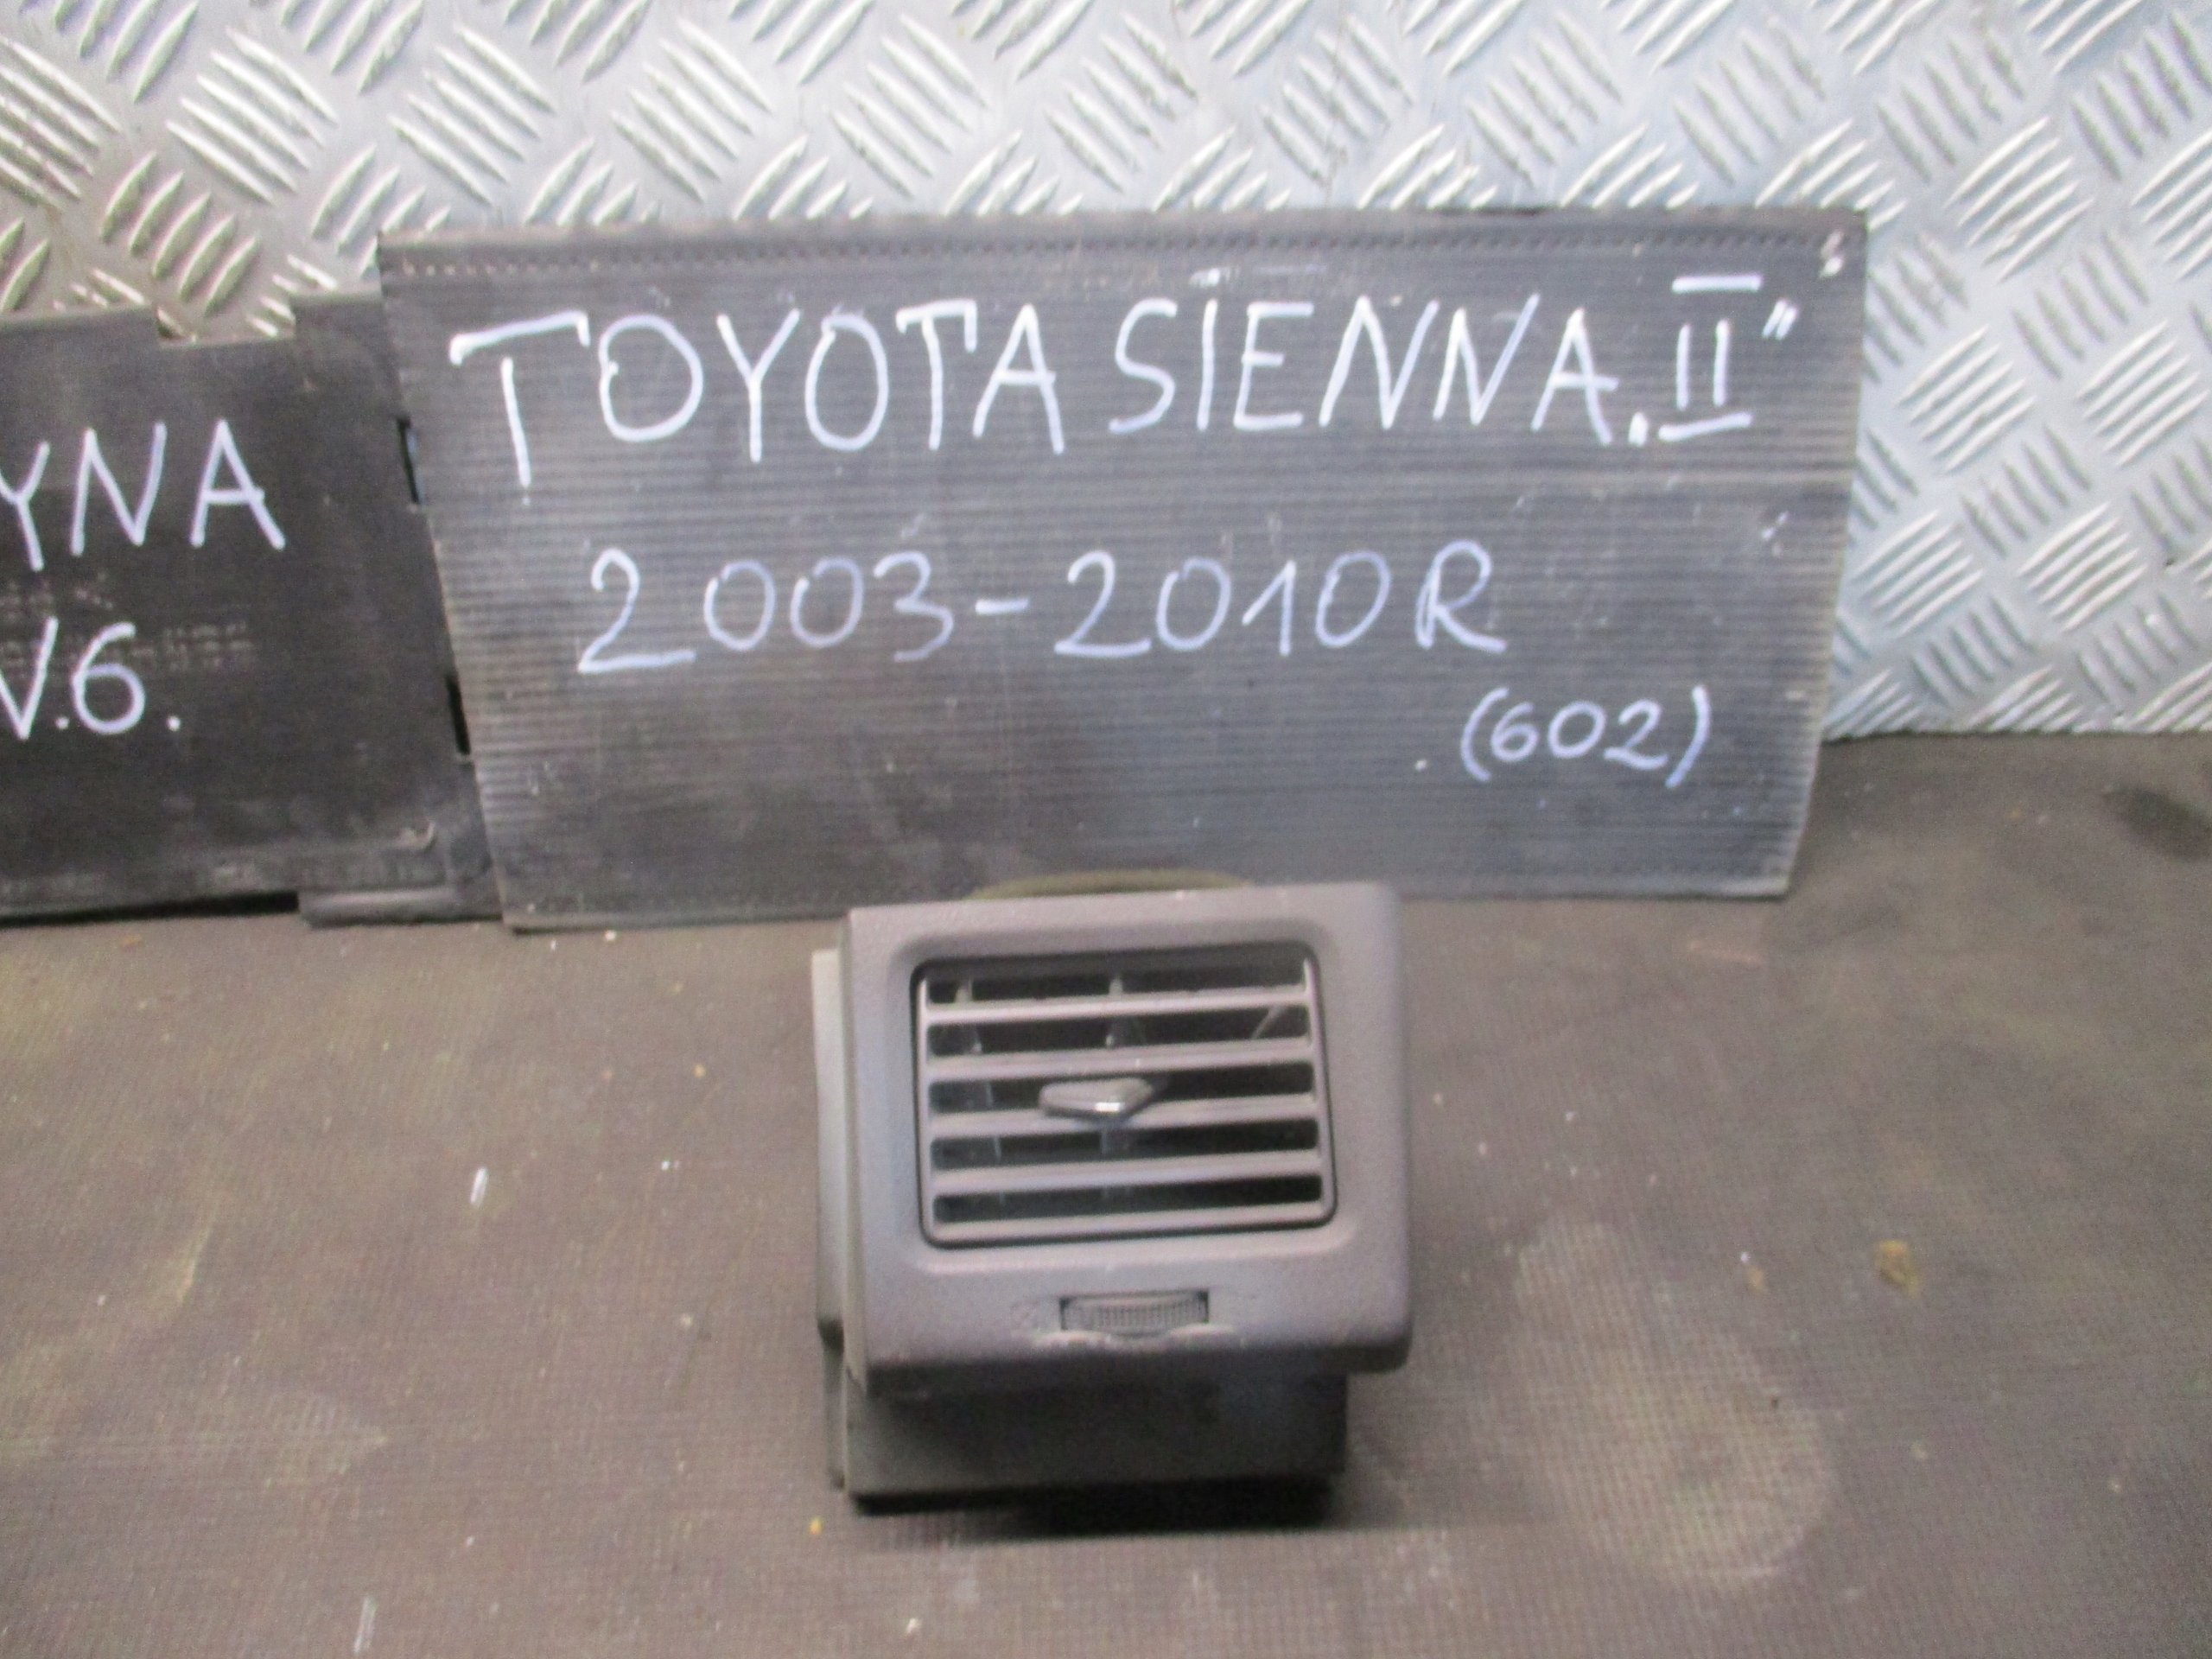 TOYOTA SIENNA. II"
2003-2010R
(602)
YNA
V.6.